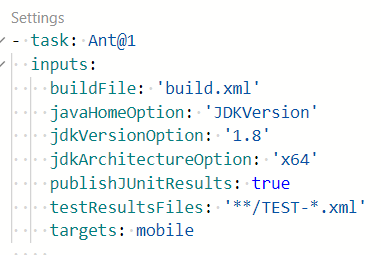 Settings
- task: Ant@1
inputs:
buildFile: 'build.xml'
javaHomeOption: 'JDKVersion'
jdkVersionOption: '1.8'
jdkArchitectureOption: 'x64'
publishJUnitResults: true
testResultsFiles: '**/TEST-*.xml'
targets: mobile